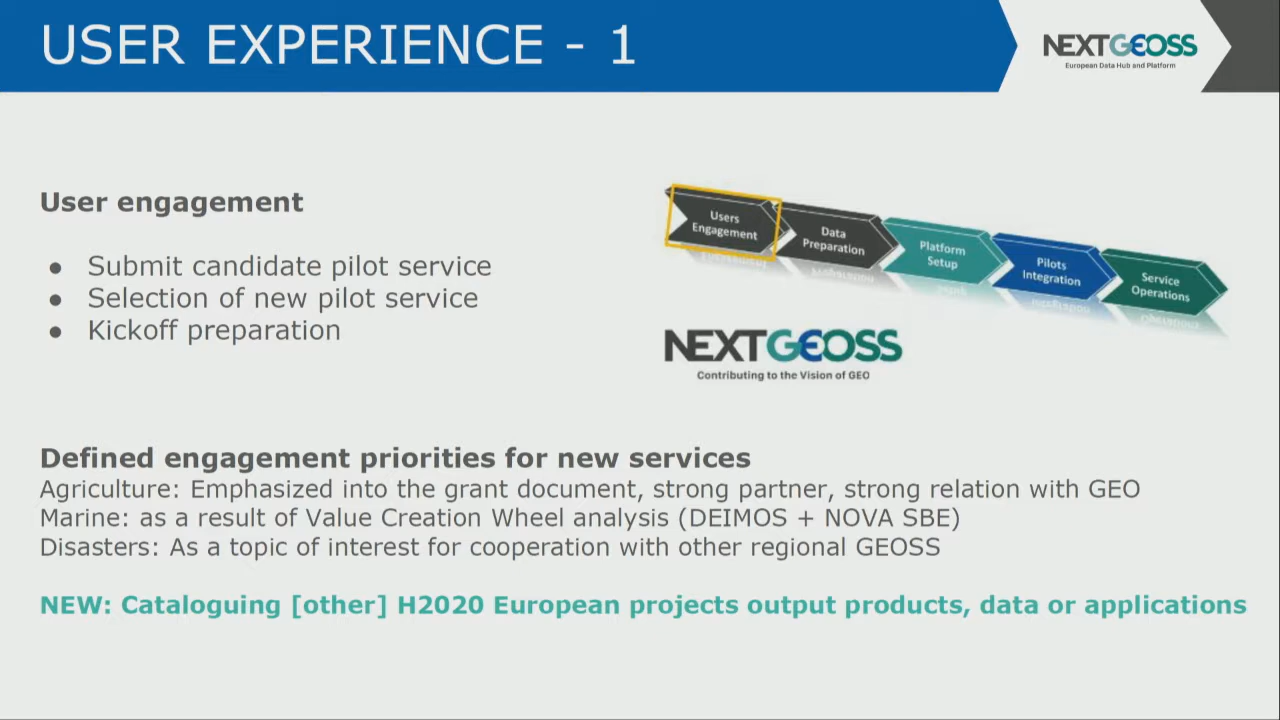 USER EXPERIENCE - 1
NEXTGEOSS
European Data Hub and Platform
User engagement
● Submit candidate pilot service
● Selection of new pilot service
● Kickoff preparation
Users
Engagement
Data
Preparation
Platform
Setup
Pilots
Integration
Service
Operations
NEXTGEOSS
Contributing to the Vision of GEO
Defined engagement priorities for new services
Agriculture: Emphasized into the grant document, strong partner, strong relation with GEO
Marine: as a result of Value Creation Wheel analysis (DEIMOS + NOVA SBE)
Disasters: As a topic of interest for cooperation with other regional GEOSS
NEW: Cataloguing [other] H2020 European projects output products, data or applications